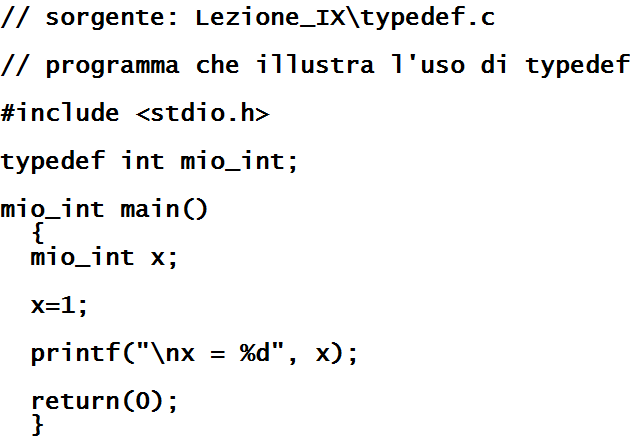 // sorgente: Lezione_IX\typedef.c
// programma che illustra l'uso di typedef
#include <stdio.h>
typedef int mio_int;
mio_int main()
{
mio_int x;
x=1;
printf("\nx = %d", x);
return(0);
}